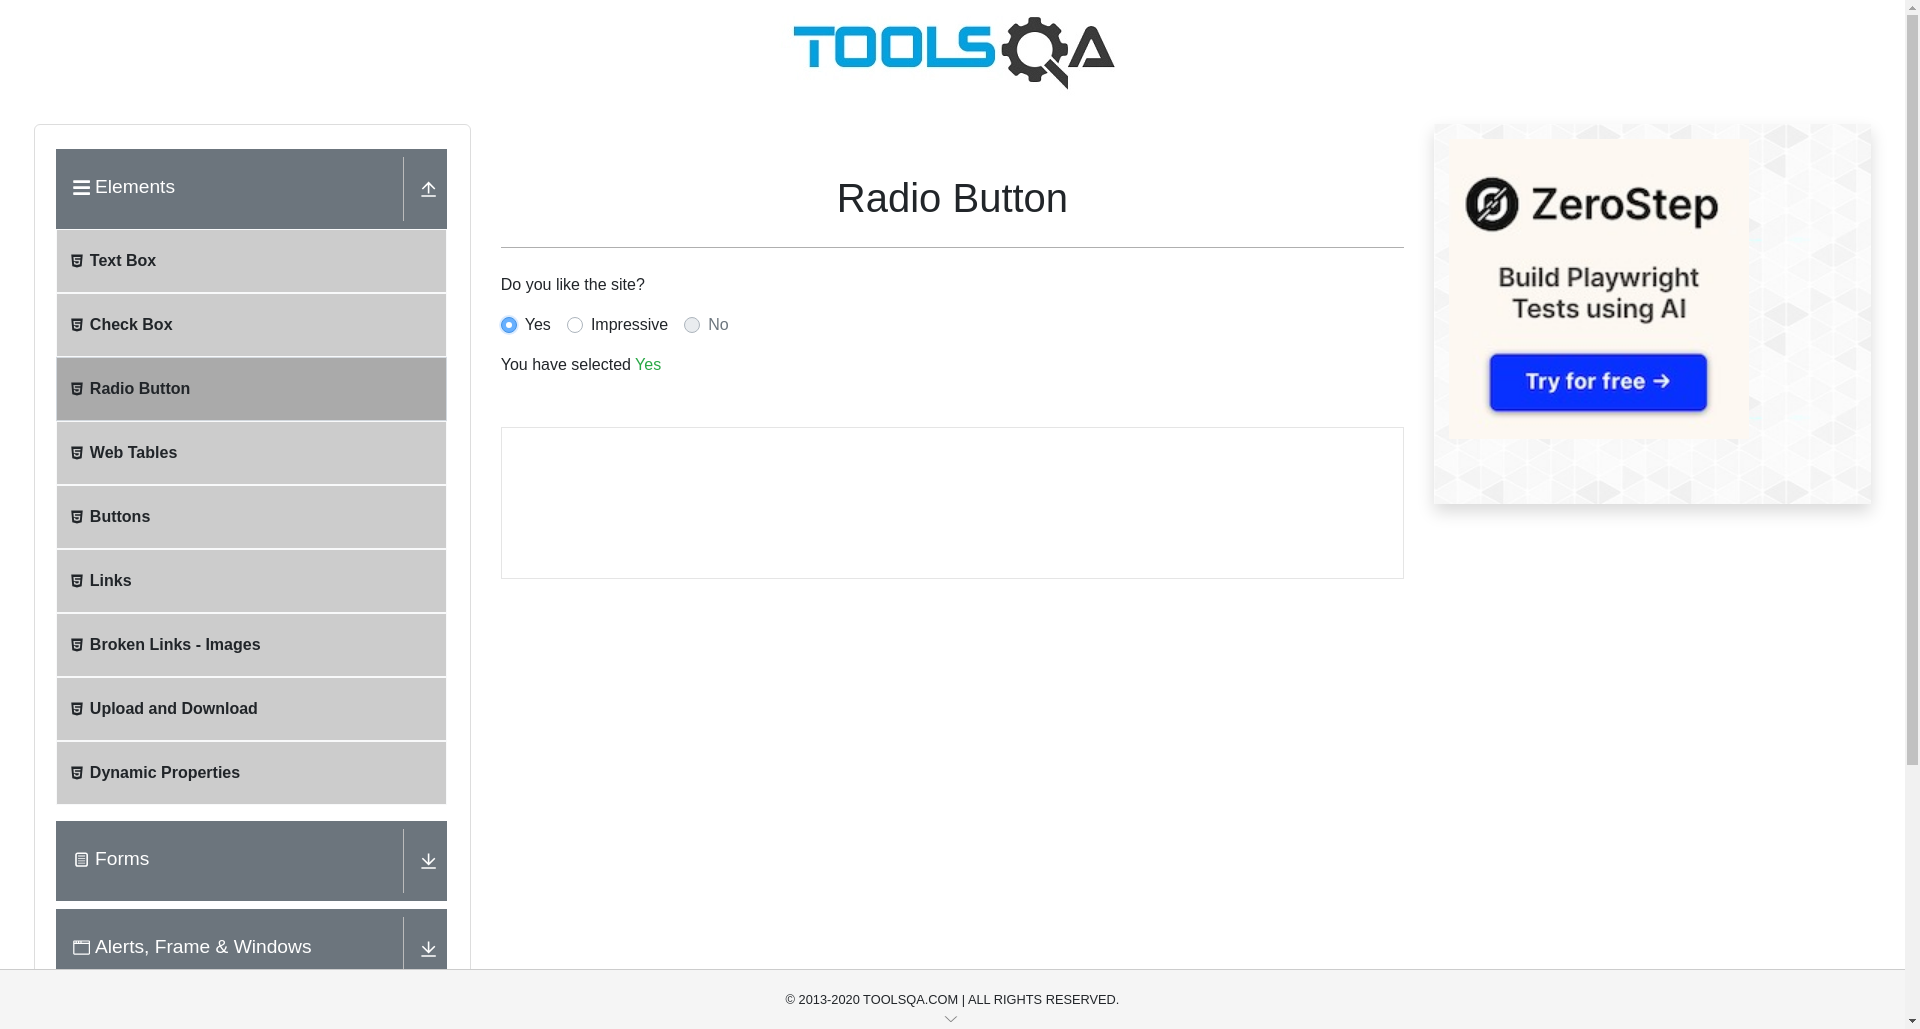 TOOLSQA
Elements
Text Box
Check Box
Radio Button
Web Tables
Buttons
Links
Broken Links - Images
Upload and Download
Dynamic Properties
Forms
Alerts, Frame & Windows
Radio Button
Do you like the site?
Yes Impressive No
You have selected Yes
ZeroStep
Build Playwright
Tests using AI
Try for free →
© 2013-2020 TOOLSQA.COM | ALL RIGHTS RESERVED.